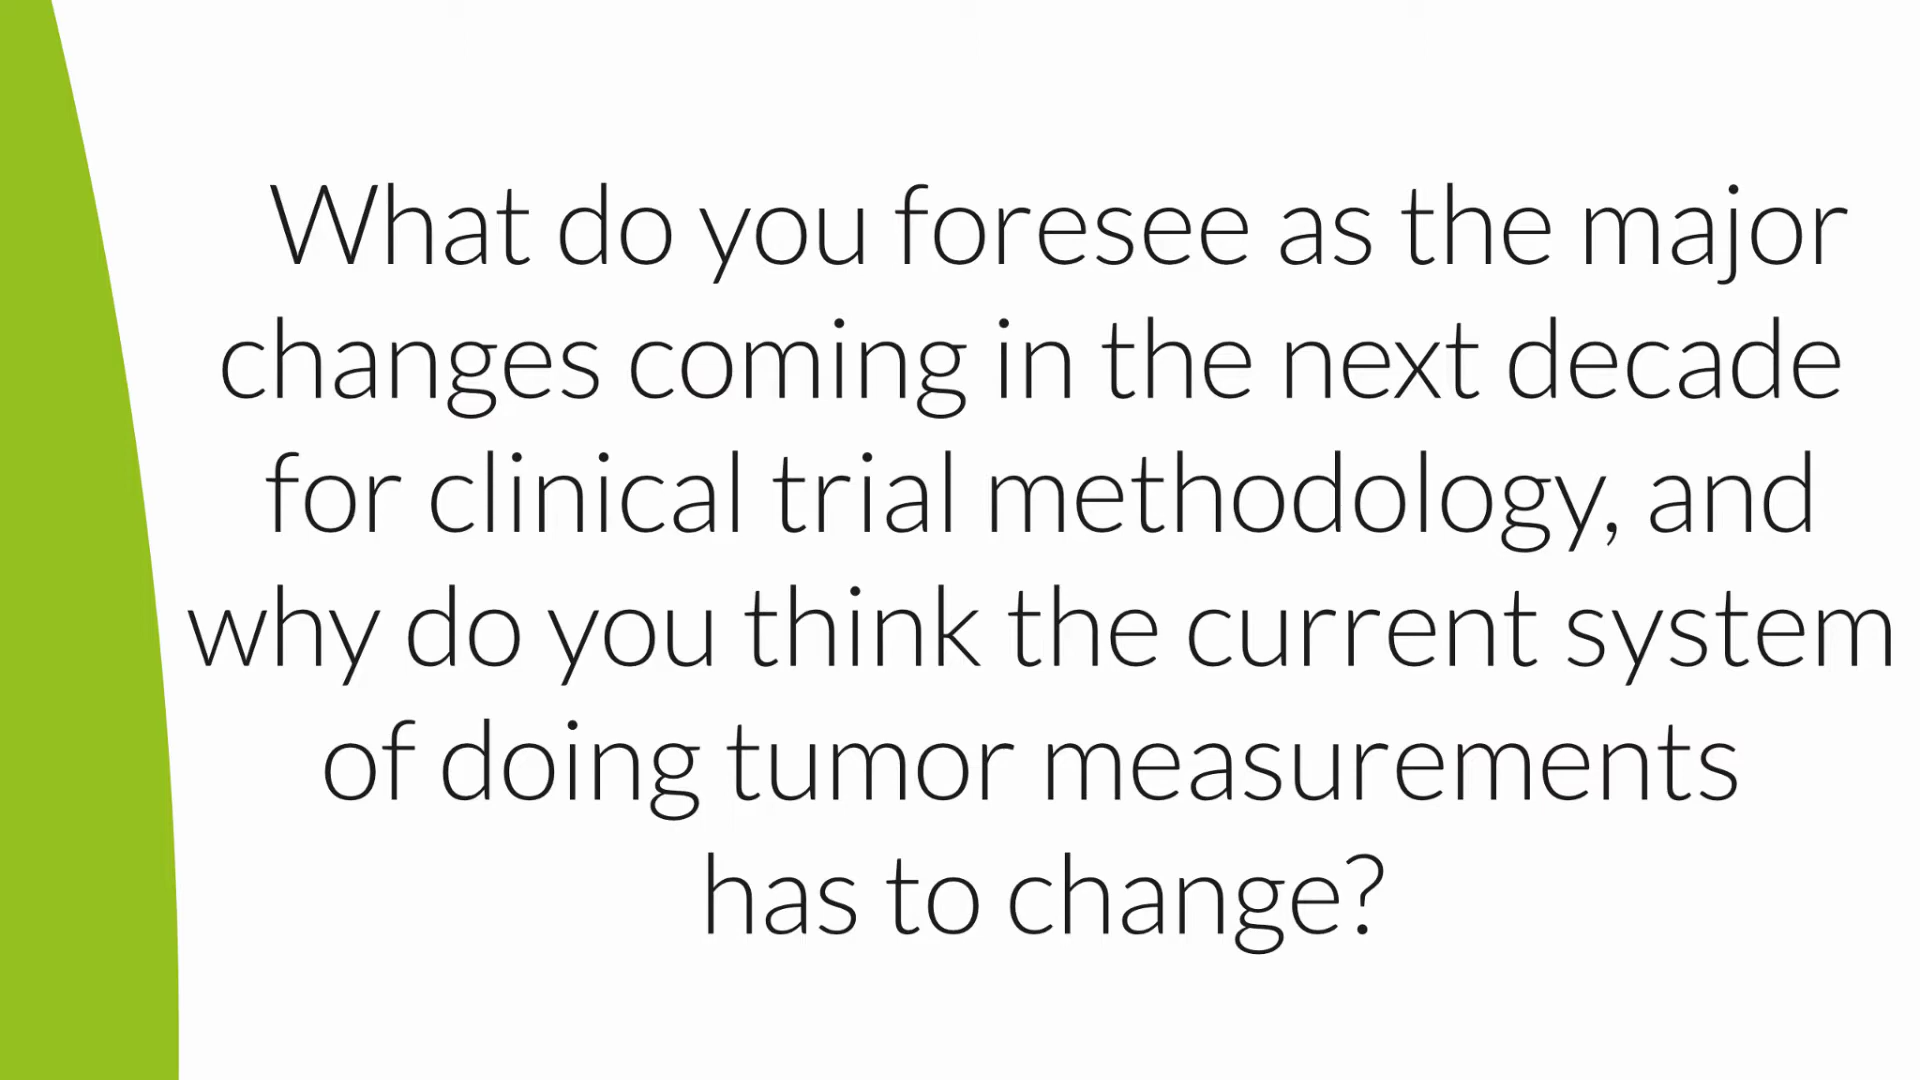 What do you foresee as the major
changes coming in the next decade
for clinical trial methodology, and
why do you think the current system
of doing tumor measurements
has to change?